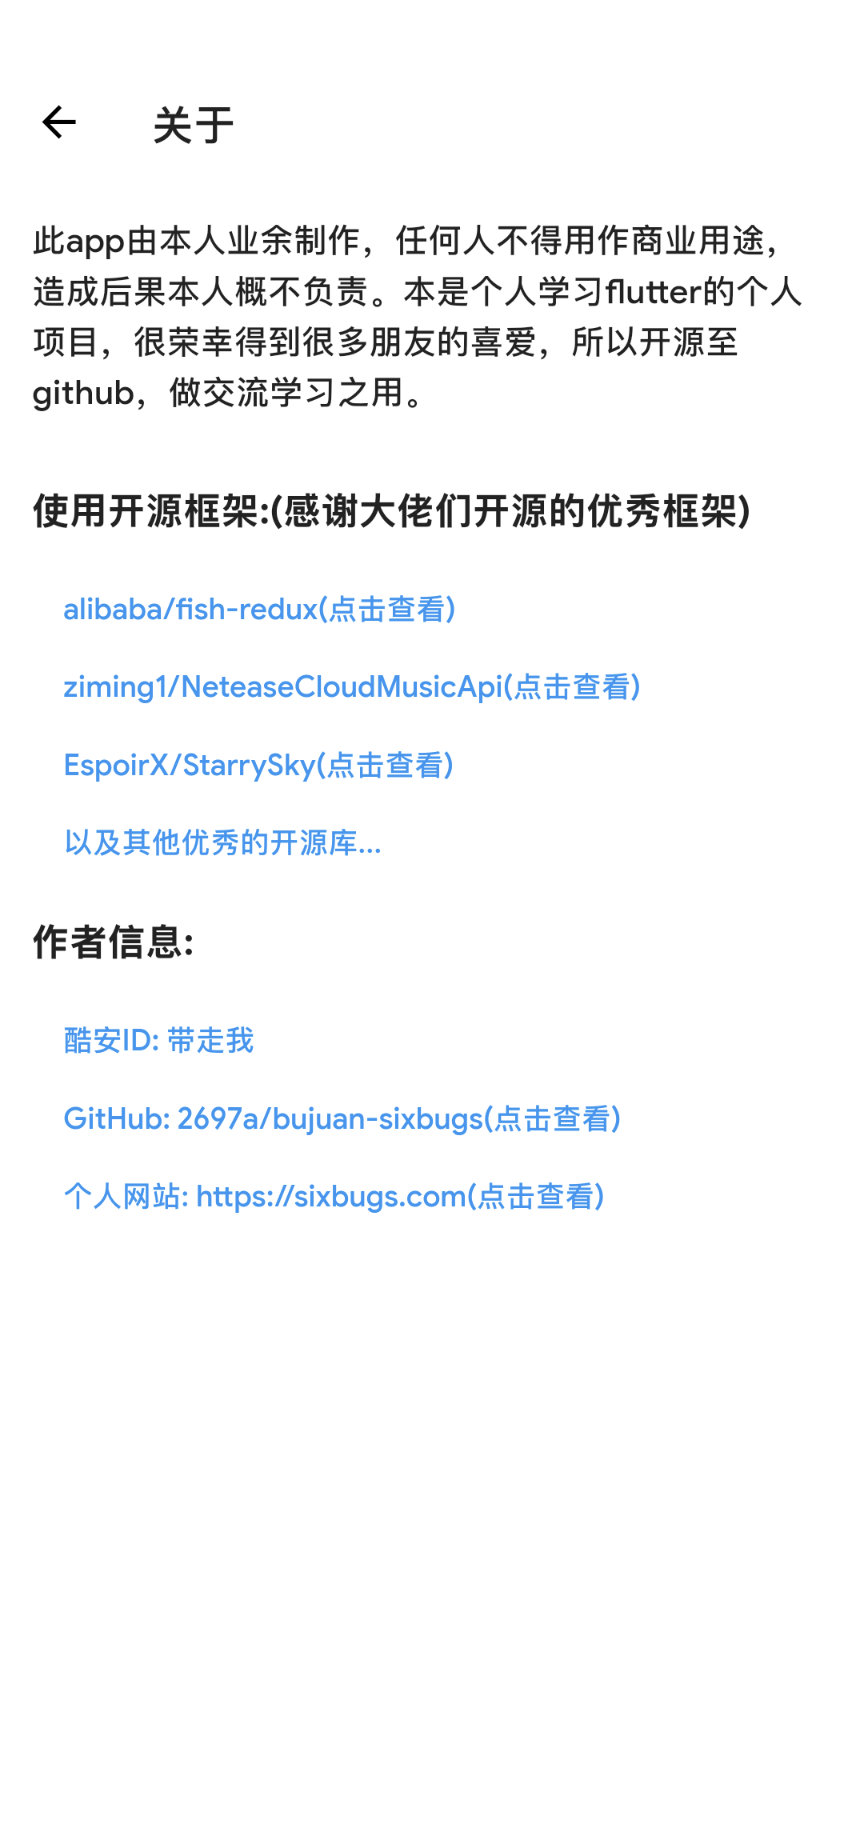 关于
此app由本人业余制作，任何人不得用作商业用途，
造成后果本人概不负责。本是个人学习flutter的个人
项目，很荣幸得到很多朋友的喜爱，所以开源至
github，做交流学习之用。
使用开源框架:(感谢大佬们开源的优秀框架)
alibaba/fish-redux(点击查看)
ziming1/NeteaseCloudMusicApi(点击查看)
EspoirX/StarrySky(点击查看)
以及其他优秀的开源库...
作者信息:
酷安ID: 带走我
GitHub: 2697a/bujuan-sixbugs(点击查看)
个人网站: https://sixbugs.com(点击查看)